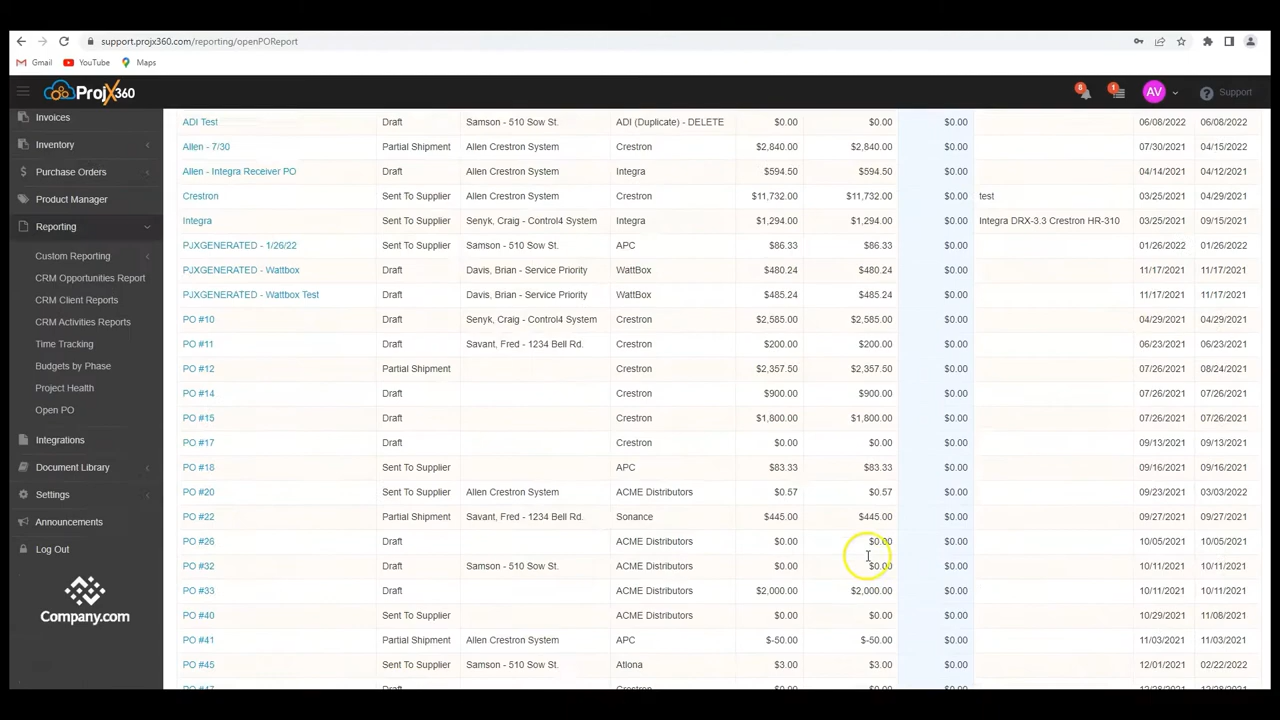 support.projx360.com/reporting/openPOReport
Gmail YouTube Maps
ProjX360 8 1 AV Support
Invoices
Inventory
Purchase Orders
Product Manager
Reporting
Custom Reporting
CRM Opportunities Report
CRM Client Reports
CRM Activities Reports
Time Tracking
Budgets by Phase
Project Health
Open PO
Integrations
Document Library
Settings
Announcements
Log Out
Company.com
ADI Test Draft Samson - 510 Sow St. ADI (Duplicate) - DELETE $0.00 $0.00 $0.00 06/08/2022 06/08/2022
Allen - 7/30 Partial Shipment Allen Crestron System Crestron $2,840.00 $2,840.00 $0.00 07/30/2021 04/15/2022
Allen - Integra Receiver PO Draft Allen Crestron System Integra $594.50 $594.50 $0.00 04/14/2021 04/12/2021
Crestron Sent To Supplier Allen Crestron System Crestron $11,732.00 $11,732.00 $0.00 test 03/25/2021 04/29/2021
Integra Sent To Supplier Senyk, Craig - Control4 System Integra $1,294.00 $1,294.00 $0.00 Integra DRX-3.3 Crestron HR-310 03/25/2021 09/15/2021
PJXGENERATED - 1/26/22 Sent To Supplier Samson - 510 Sow St. APC $86.33 $86.33 $0.00 01/26/2022 01/26/2022
PJXGENERATED - Wattbox Draft Davis, Brian - Service Priority WattBox $480.24 $480.24 $0.00 11/17/2021 11/17/2021
PJXGENERATED - Wattbox Test Draft Davis, Brian - Service Priority WattBox $485.24 $485.24 $0.00 11/17/2021 11/17/2021
PO #10 Draft Senyk, Craig - Control4 System Crestron $2,585.00 $2,585.00 $0.00 04/29/2021 04/29/2021
PO #11 Draft Savant, Fred - 1234 Bell Rd. Crestron $200.00 $200.00 $0.00 06/23/2021 06/23/2021
PO #12 Partial Shipment Crestron $2,357.50 $2,357.50 $0.00 07/26/2021 08/24/2021
PO #14 Draft Crestron $900.00 $900.00 $0.00 07/26/2021 07/26/2021
PO #15 Draft Crestron $1,800.00 $1,800.00 $0.00 07/26/2021 07/26/2021
PO #17 Draft Crestron $0.00 $0.00 $0.00 09/13/2021 09/13/2021
PO #18 Sent To Supplier APC $83.33 $83.33 $0.00 09/16/2021 09/16/2021
PO #20 Sent To Supplier Allen Crestron System ACME Distributors $0.57 $0.57 $0.00 09/23/2021 03/03/2022
PO #22 Partial Shipment Savant, Fred - 1234 Bell Rd. Sonance $445.00 $445.00 $0.00 09/27/2021 09/27/2021
PO #26 Draft ACME Distributors $0.00 $0.00 $0.00 10/05/2021 10/05/2021
PO #32 Draft Samson - 510 Sow St. ACME Distributors $0.00 $0.00 $0.00 10/11/2021 10/11/2021
PO #33 Draft ACME Distributors $2,000.00 $2,000.00 $0.00 10/11/2021 10/11/2021
PO #40 Sent To Supplier ACME Distributors $0.00 $0.00 $0.00 10/29/2021 11/08/2021
PO #41 Partial Shipment Allen Crestron System APC $-50.00 $-50.00 $0.00 11/03/2021 11/03/2021
PO #45 Sent To Supplier Samson - 510 Sow St. Atlona $3.00 $3.00 $0.00 12/01/2021 02/22/2022